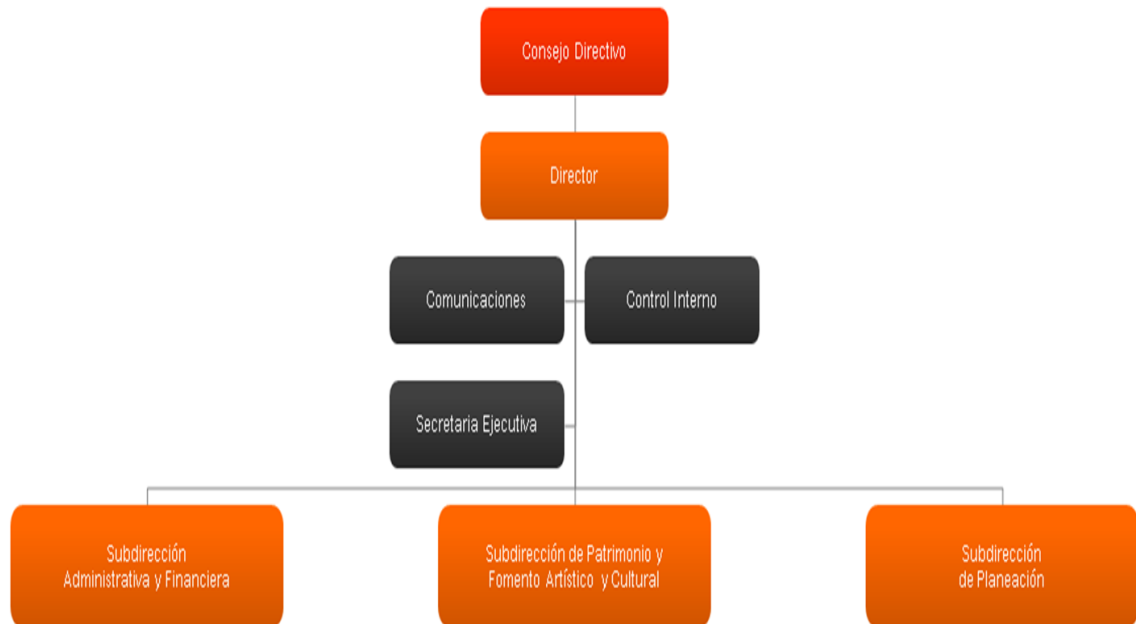 Consejo Directivo
Director
Comunicaciones
Control Interno
Secretaria Ejecutiva
Subdirección
Administrativa y Financiera
Subdirección de Patrimonio y
Fomento Artístico y Cultural
Subdirección
de Planeación